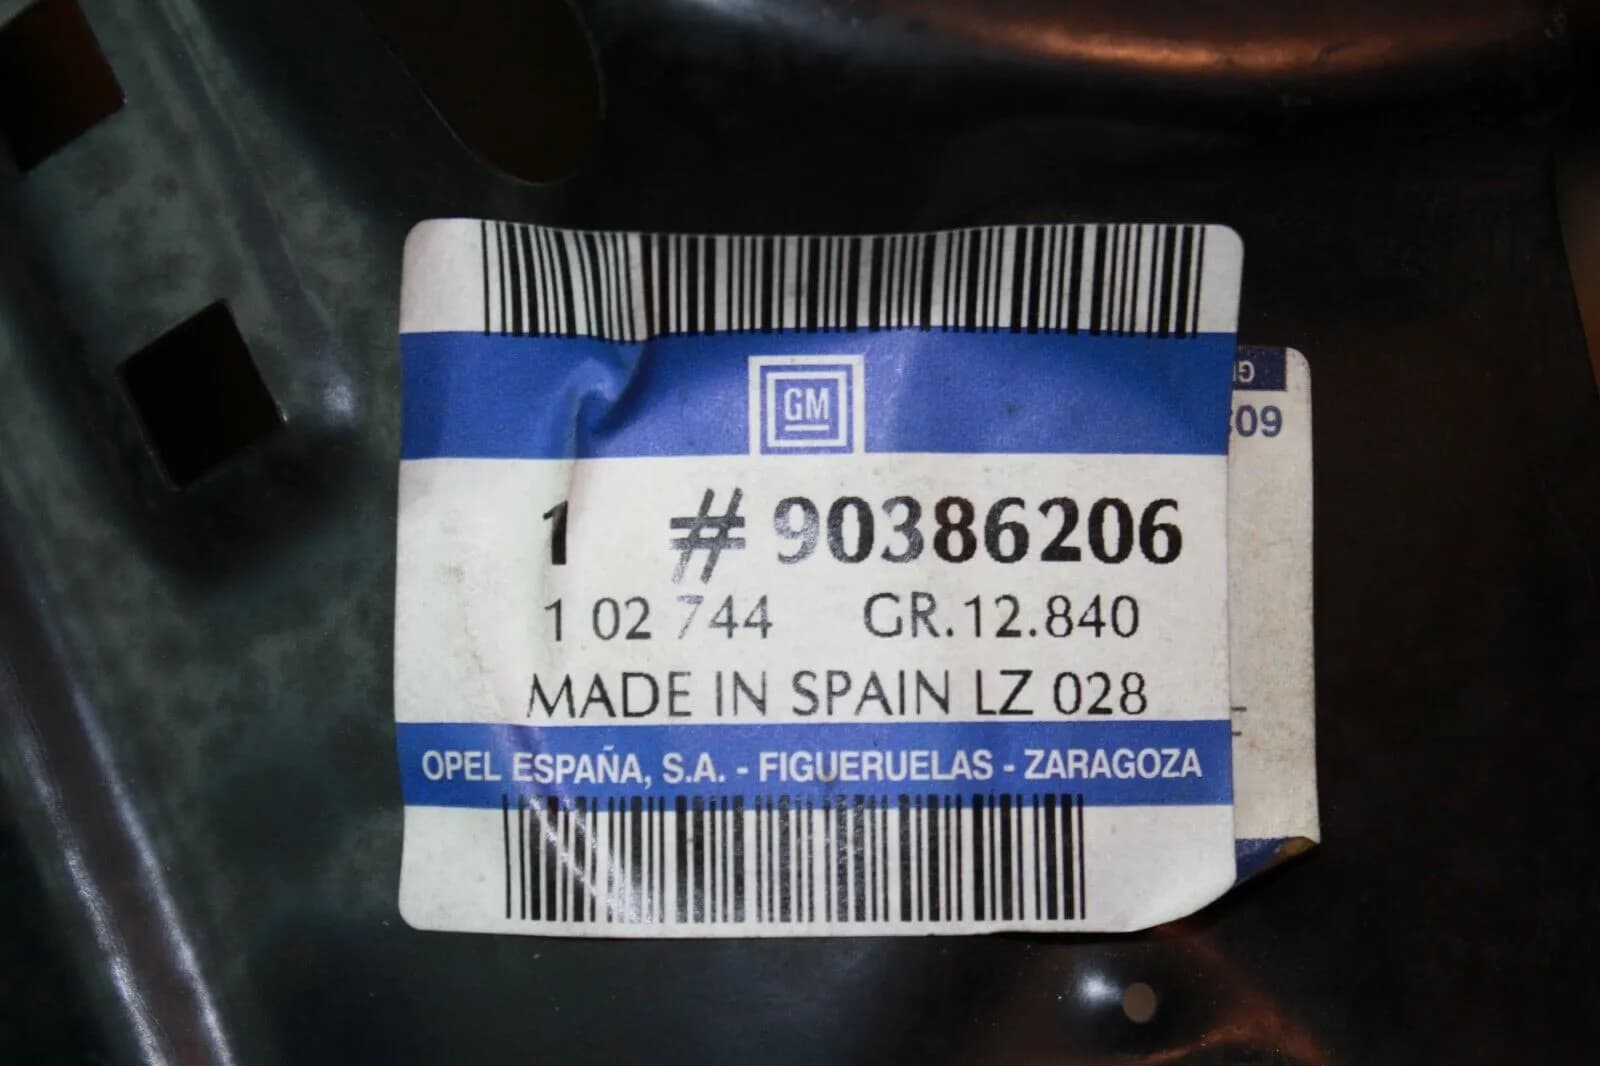 GM
1 # 90386206
1 02 744 GR.12.840
MADE IN SPAIN LZ 028
OPEL ESPAÑA, S.A. - FIGUERUELAS - ZARAGOZA